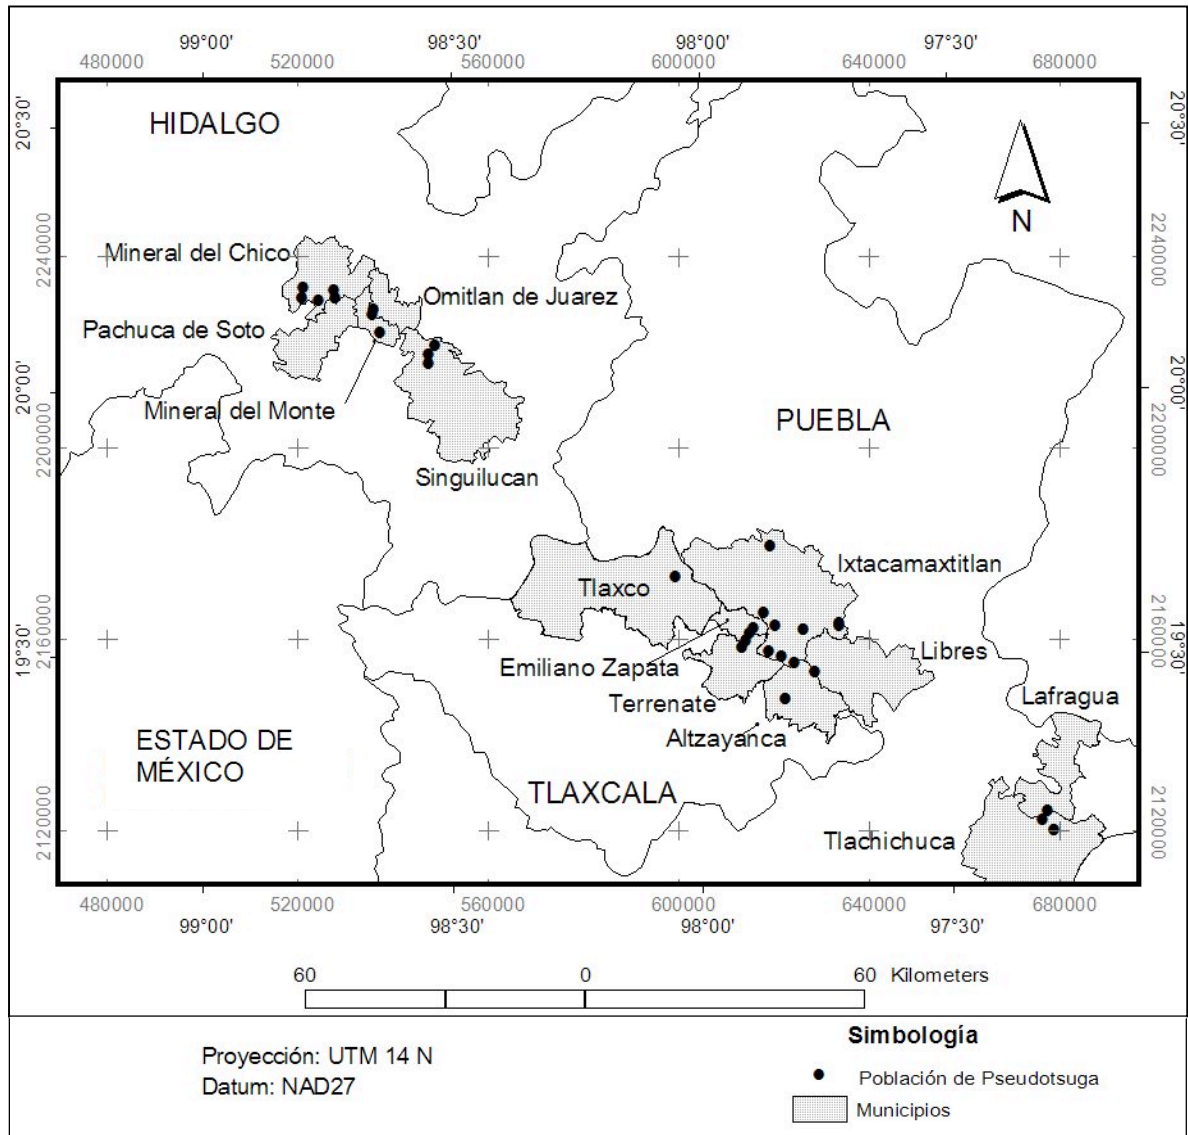 99°00'
98°30'
98°00'
97°30'
480000
520000
560000
600000
640000
680000
20°30'
20°30'
HIDALGO
N
2240000
2240000
Mineral del Chico
Omitlan de Juarez
Pachuca de Soto
20°0'0'
20°00'
Mineral del Monte
PUEBLA
2200000
2200000
Singuilucan
Ixtacamaxtitlan
Tlaxco
2160000
2160000
19°30'
19°30'
Libres
Emiliano Zapata
Terrenate
Lafragua
Altzayanca
ESTADO DE
MÉXICO
TLAXCALA
2120000
2120000
Tlachichuca
480000
520000
560000
600000
640000
680000
99°00'
98°30'
98°00'
97°30'
60
0
60 Kilometers
Proyección: UTM 14 N
Datum: NAD27
Simbología
Población de Pseudotsuga
Municipios